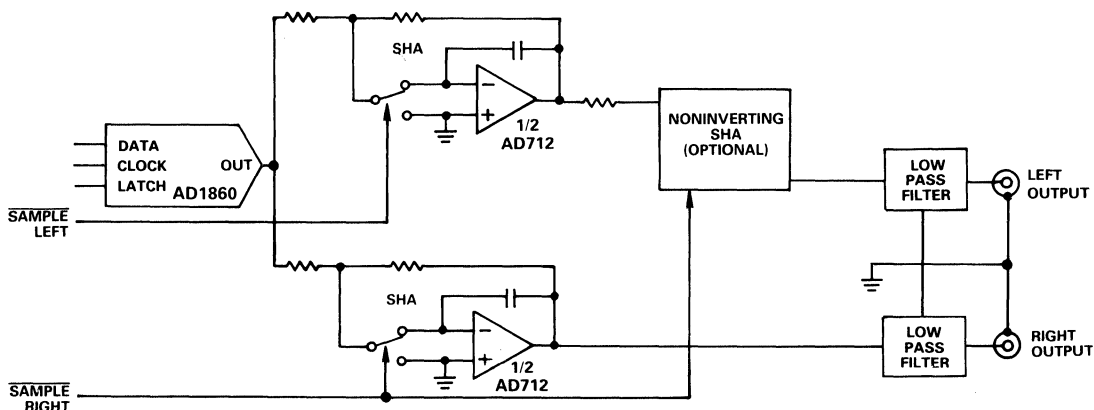 SHA
1/2
AD712
NONINVERTING
SHA
(OPTIONAL)
DATA
CLOCK
LATCH
OUT
AD1860
LOW
PASS
FILTER
LEFT
OUTPUT
SAMPLE
LEFT
SHA
1/2
AD712
LOW
PASS
FILTER
RIGHT
OUTPUT
SAMPLE
RIGHT